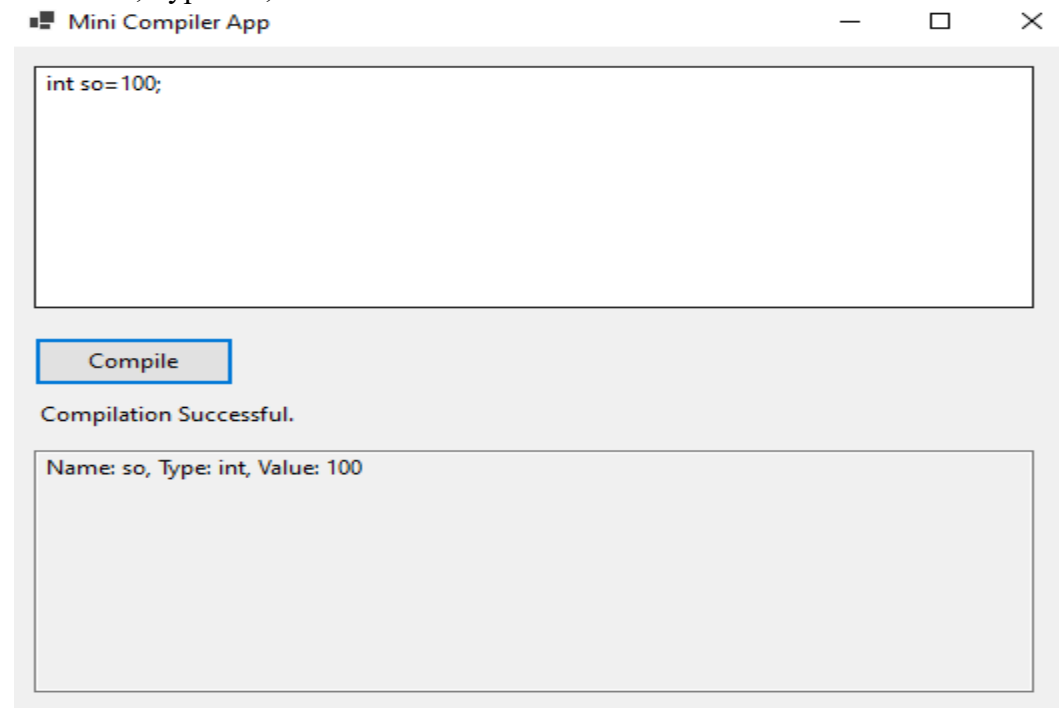 Mini Compiler App
int so=100;
Compile
Compilation Successful.
Name: so, Type: int, Value: 100